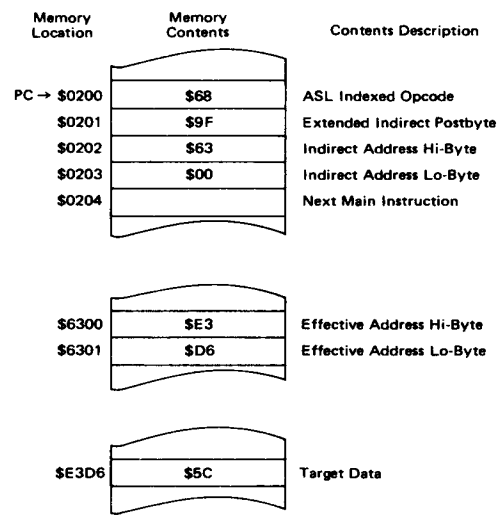 Memory Location Memory Contents Contents Description
PC → $0200 $68 ASL Indexed Opcode
$0201 $9F Extended Indirect Postbyte
$0202 $63 Indirect Address Hi-Byte
$0203 $00 Indirect Address Lo-Byte
$0204 Next Main Instruction
$6300 $E3 Effective Address Hi-Byte
$6301 $D6 Effective Address Lo-Byte
$E3D6 $5C Target Data